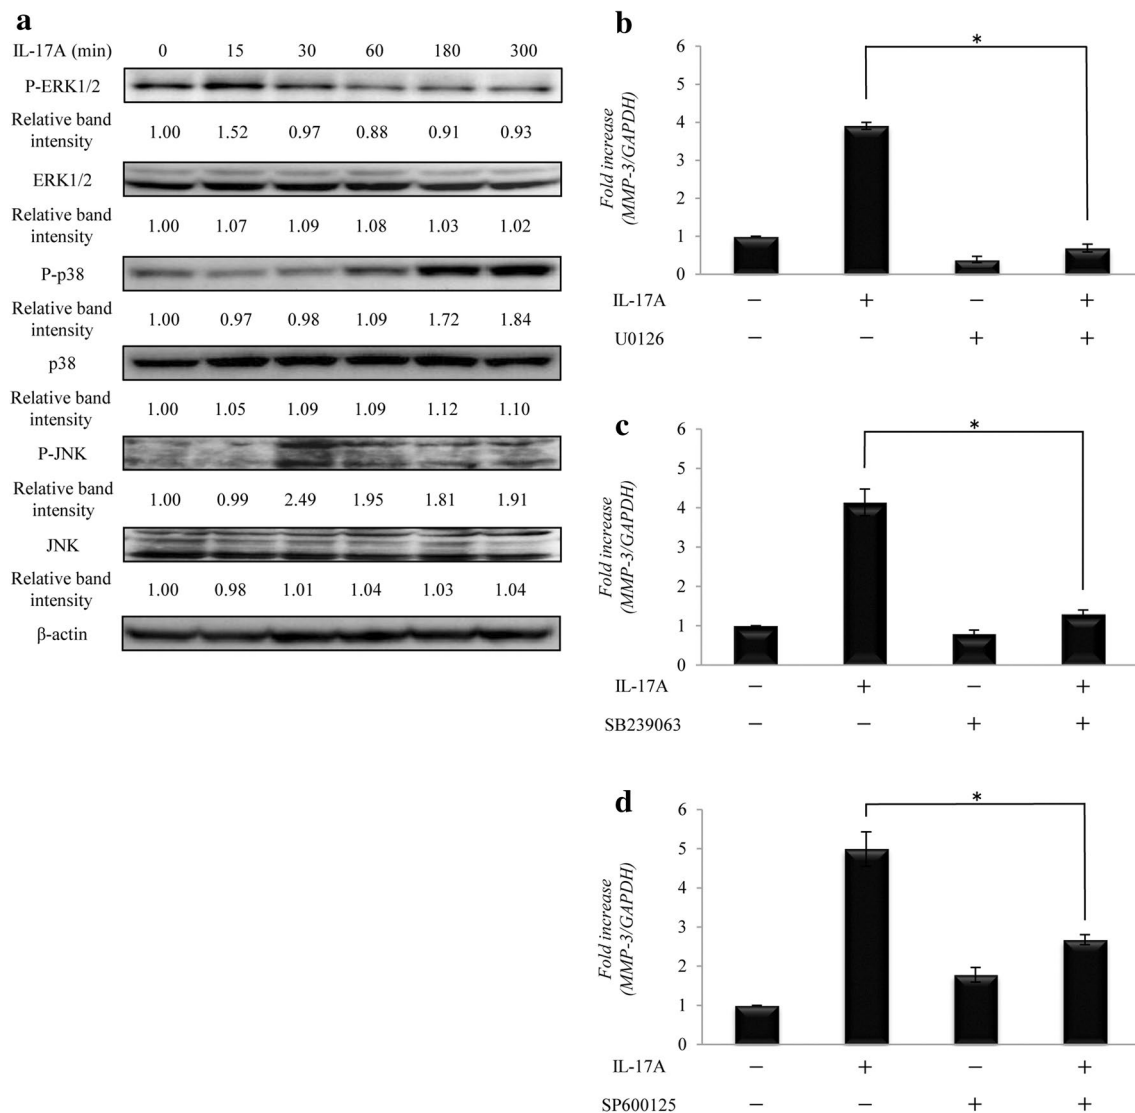 a
IL-17A (min) 0 15 30 60 180 300
P-ERK1/2
Relative band intensity 1.00 1.52 0.97 0.88 0.91 0.93
ERK1/2
Relative band intensity 1.00 1.07 1.09 1.08 1.03 1.02
P-p38
Relative band intensity 1.00 0.97 0.98 1.09 1.72 1.84
p38
Relative band intensity 1.00 1.05 1.09 1.09 1.12 1.10
P-JNK
Relative band intensity 1.00 0.99 2.49 1.95 1.81 1.91
JNK
Relative band intensity 1.00 0.98 1.01 1.04 1.03 1.04
β-actin
b
Fold increase
(MMP-3/GAPDH)
6
5
4
3
2
1
0
*
IL-17A − + − +
U0126 − − + +
c
Fold increase
(MMP-3/GAPDH)
6
5
4
3
2
1
0
*
IL-17A − + − +
SB239063 − − + +
d
Fold increase
(MMP-3/GAPDH)
6
5
4
3
2
1
0
*
IL-17A − + − +
SP600125 − − + +